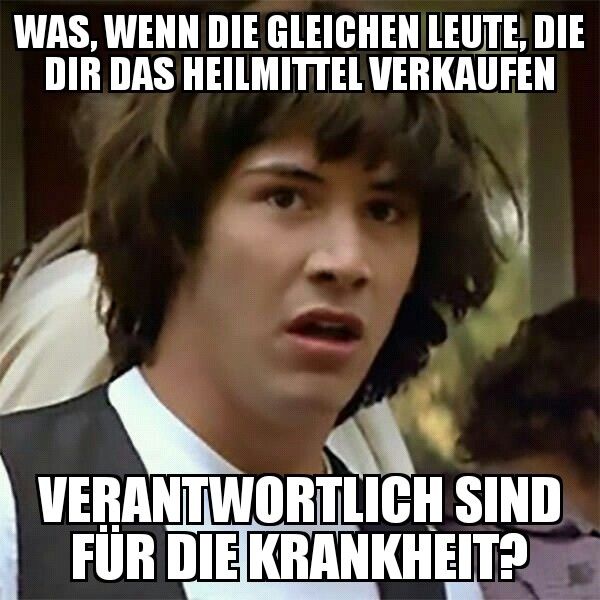 WAS, WENN DIE GLEICHEN LEUTE, DIE
DIR DAS HEILMITTEL VERKAUFEN
VERANTWORTLICH SIND
FÜR DIE KRANKHEIT?